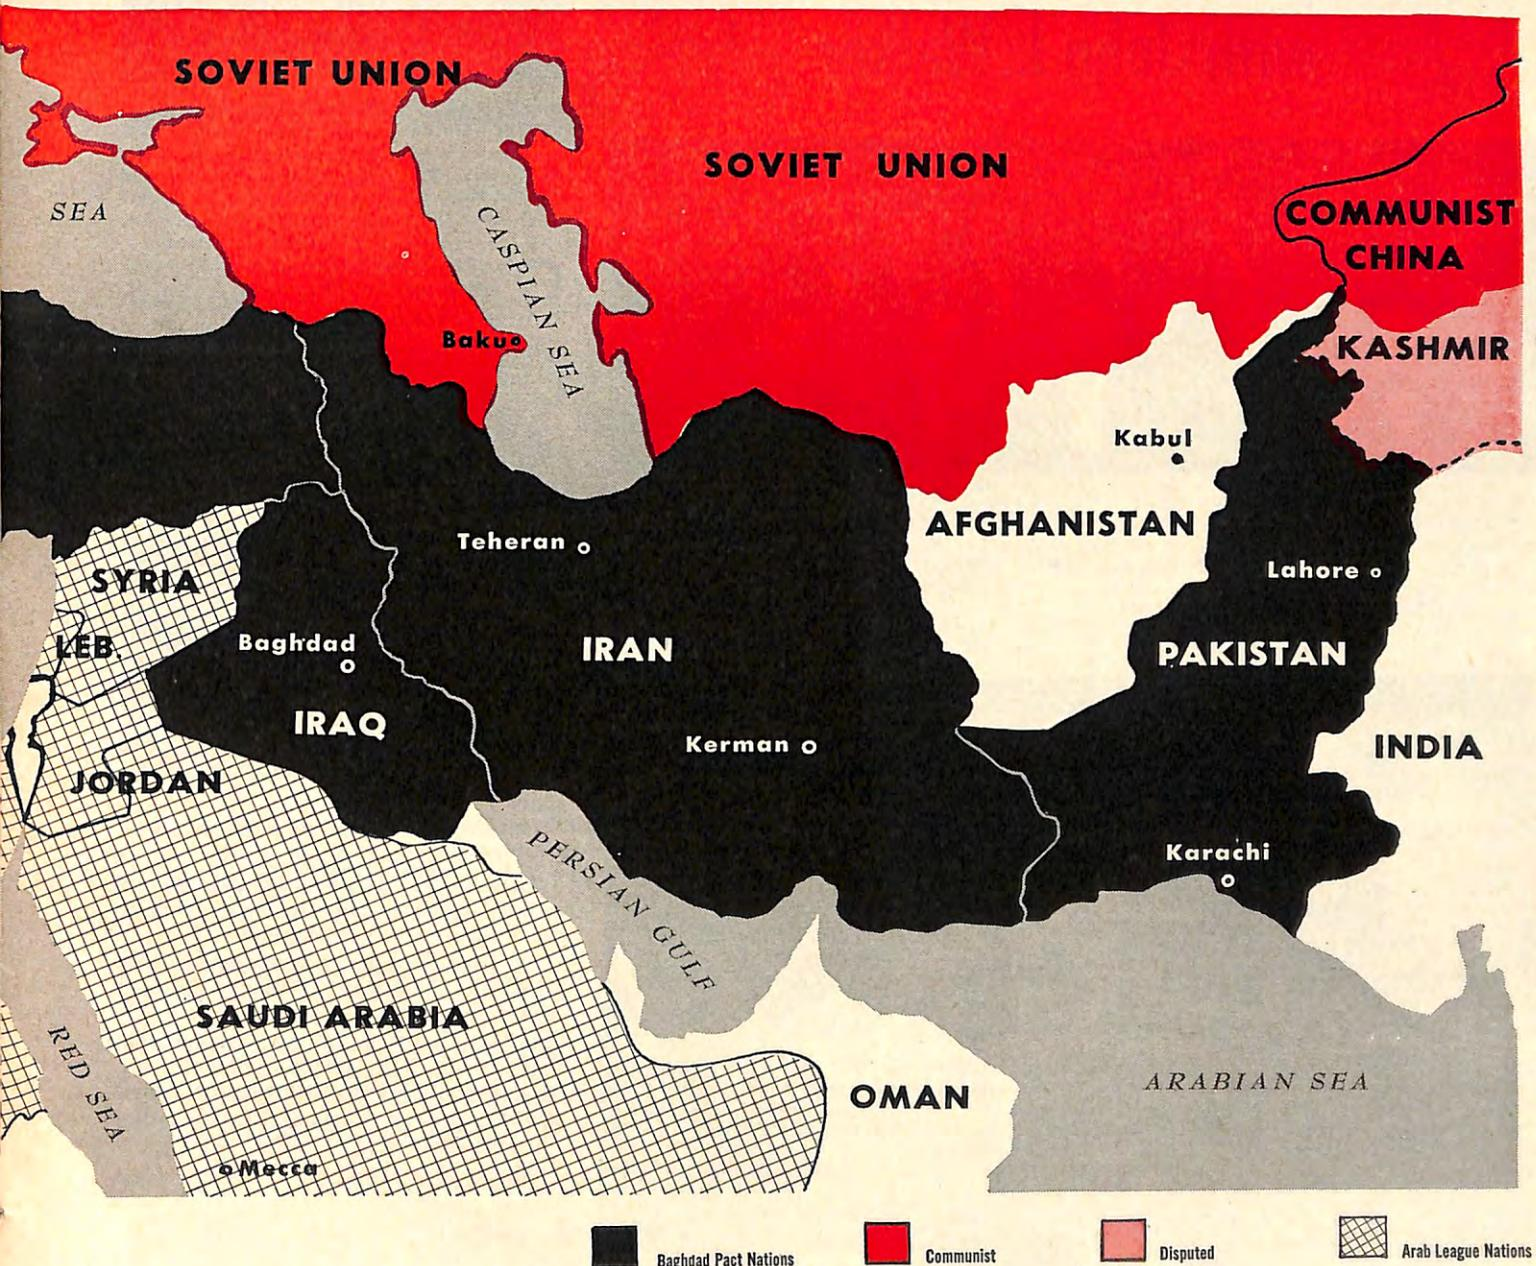 SOVIET UNION
SOVIET UNION
SEA
CASPIAN SEA
COMMUNIST
CHINA
Baku
KASHMIR
Kabul
AFGHANISTAN
Teheran
Lahore
SYRIA
LEB.
Baghdad
IRAN
PAKISTAN
IRAQ
Kerman
INDIA
JORDAN
PERSIAN GULF
Karachi
SAUDI ARABIA
RED SEA
OMAN
ARABIAN SEA
Mecca
Baghdad Pact Nations
Communist
Disputed
Arab League Nations